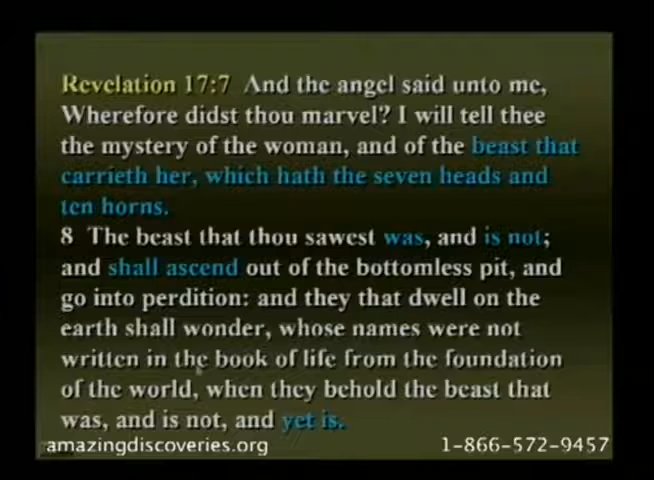 Revelation 17:7 And the angel said unto me,
Wherefore didst thou marvel? I will tell thee
the mystery of the woman, and of the beast that
carrieth her, which hath the seven heads and
ten horns.
8 The beast that thou sawest was, and is not;
and shall ascend out of the bottomless pit, and
go into perdition: and they that dwell on the
earth shall wonder, whose names were not
written in the book of life from the foundation
of the world, when they behold the beast that
was, and is not, and yet is.
amazingdiscoveries.org 1-866-572-9457